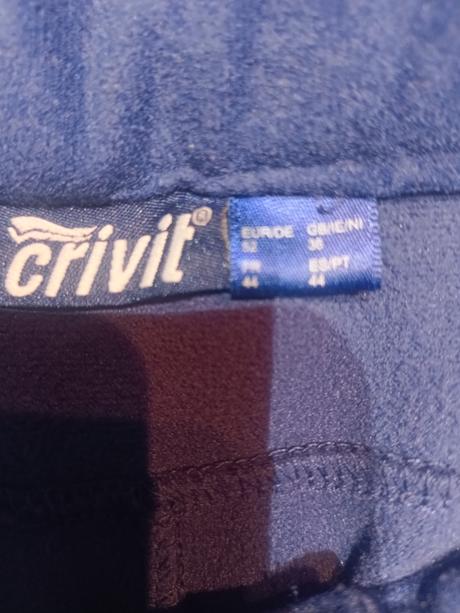 crivit®
EUR/DE GB/IE/NI
52 36
FR ES/PT
44 44